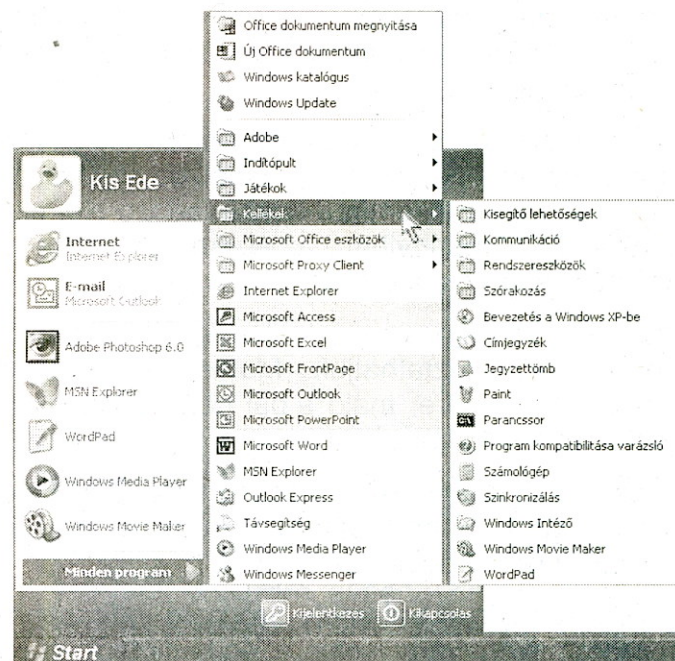 Office dokumentum megnyitása
Új Office dokumentum
Windows katalógus
Windows Update
Adobe
Indítópult
Játékok
Kellékek
Microsoft Office eszközök
Microsoft Proxy Client
Internet Explorer
Microsoft Access
Microsoft Excel
Microsoft FrontPage
Microsoft Outlook
Microsoft PowerPoint
Microsoft Word
MSN Explorer
Outlook Express
Távsegítség
Windows Media Player
Windows Messenger
Kis Ede
Internet
Internet Explorer
E-mail
Microsoft Outlook
Adobe Photoshop 6.0
MSN Explorer
WordPad
Windows Media Player
Windows Movie Maker
Minden program
Kisegítő lehetőségek
Kommunikáció
Rendszereszközök
Szórakozás
Bevezetés a Windows XP-be
Címjegyzék
Jegyzettömb
Paint
Parancssor
Program kompatibilitása varázsló
Számológép
Szinkronizálás
Windows Intéző
Windows Movie Maker
WordPad
Kijelentkezés
Kikapcsolás
Start